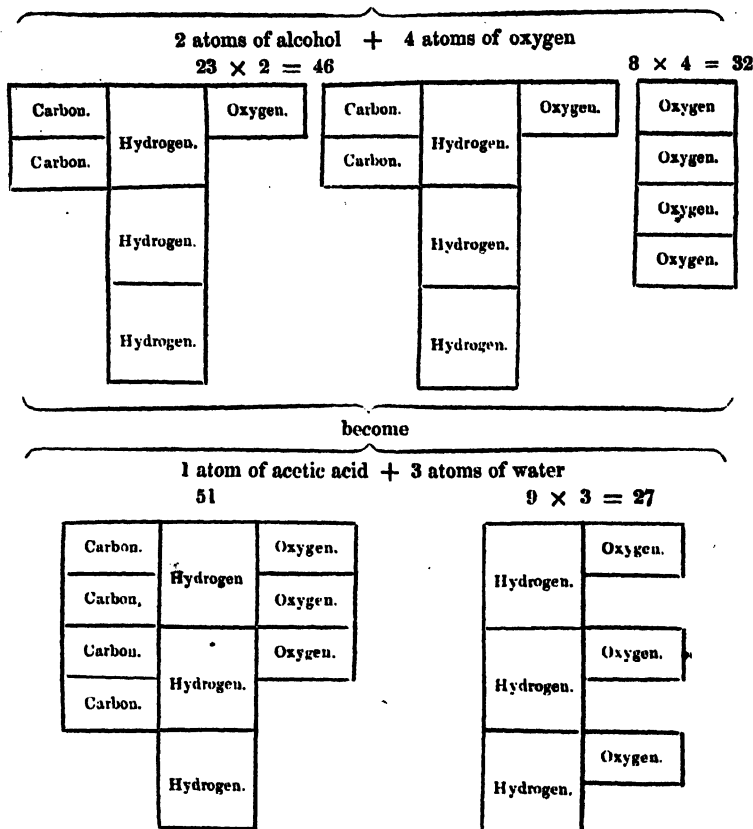 2 atoms of alcohol + 4 atoms of oxygen
23 × 2 = 46
8 × 4 = 32
Carbon.
Carbon.
Hydrogen.
Hydrogen.
Hydrogen.
Oxygen.
Carbon.
Carbon.
Hydrogen.
Hydrogen.
Hydrogen.
Oxygen.
Oxygen
Oxygen.
Oxygen.
Oxygen.
become
1 atom of acetic acid + 3 atoms of water
51
9 × 3 = 27
Carbon.
Carbon.
Carbon.
Carbon.
Hydrogen
Hydrogen.
Hydrogen.
Oxygen.
Oxygen.
Oxygen.
Hydrogen.
Hydrogen.
Hydrogen.
Oxygen.
Oxygen.
Oxygen.